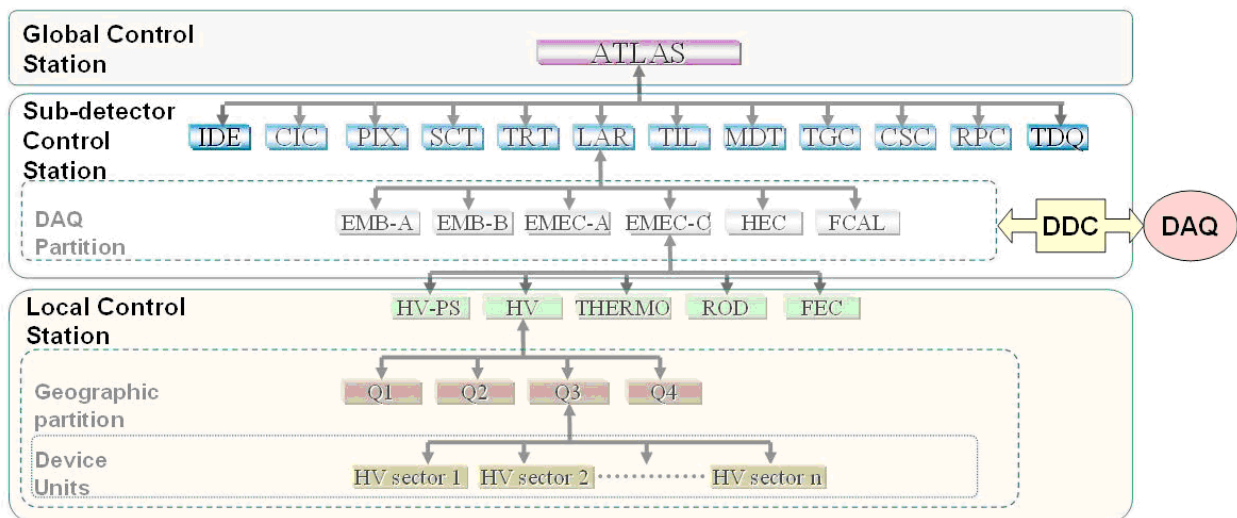 Global Control
Station
ATLAS
Sub-detector
Control
Station
IDE CIC PIX SCT TRT LAR TIL MDT TGC CSC RPC TDQ
DAQ
Partition
EMB-A EMB-B EMEC-A EMEC-C HEC FCAL
DDC
DAQ
Local Control
Station
HV-PS HV THERMO ROD FEC
Geographic
partition
Q1 Q2 Q3 Q4
Device
Units
HV sector 1 HV sector 2 HV sector n